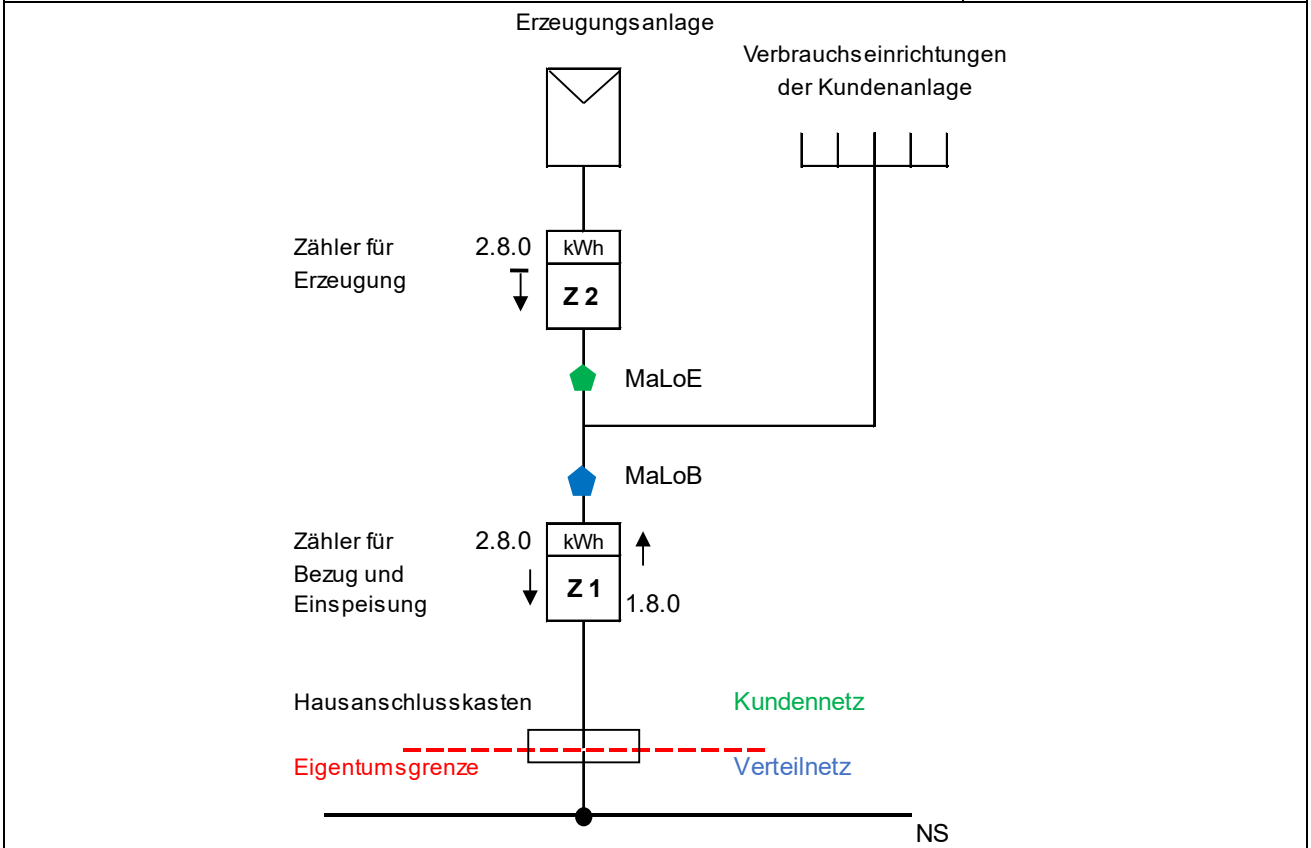 Erzeugungsanlage
Verbrauchseinrichtungen
der Kundenanlage
Zähler für
Erzeugung
2.8.0
kWh
Z 2
MaLoE
MaLoB
Zähler für
Bezug und
Einspeisung
2.8.0
kWh
Z 1
1.8.0
Hausanschlusskasten
Kundennetz
Eigentumsgrenze
Verteilnetz
NS